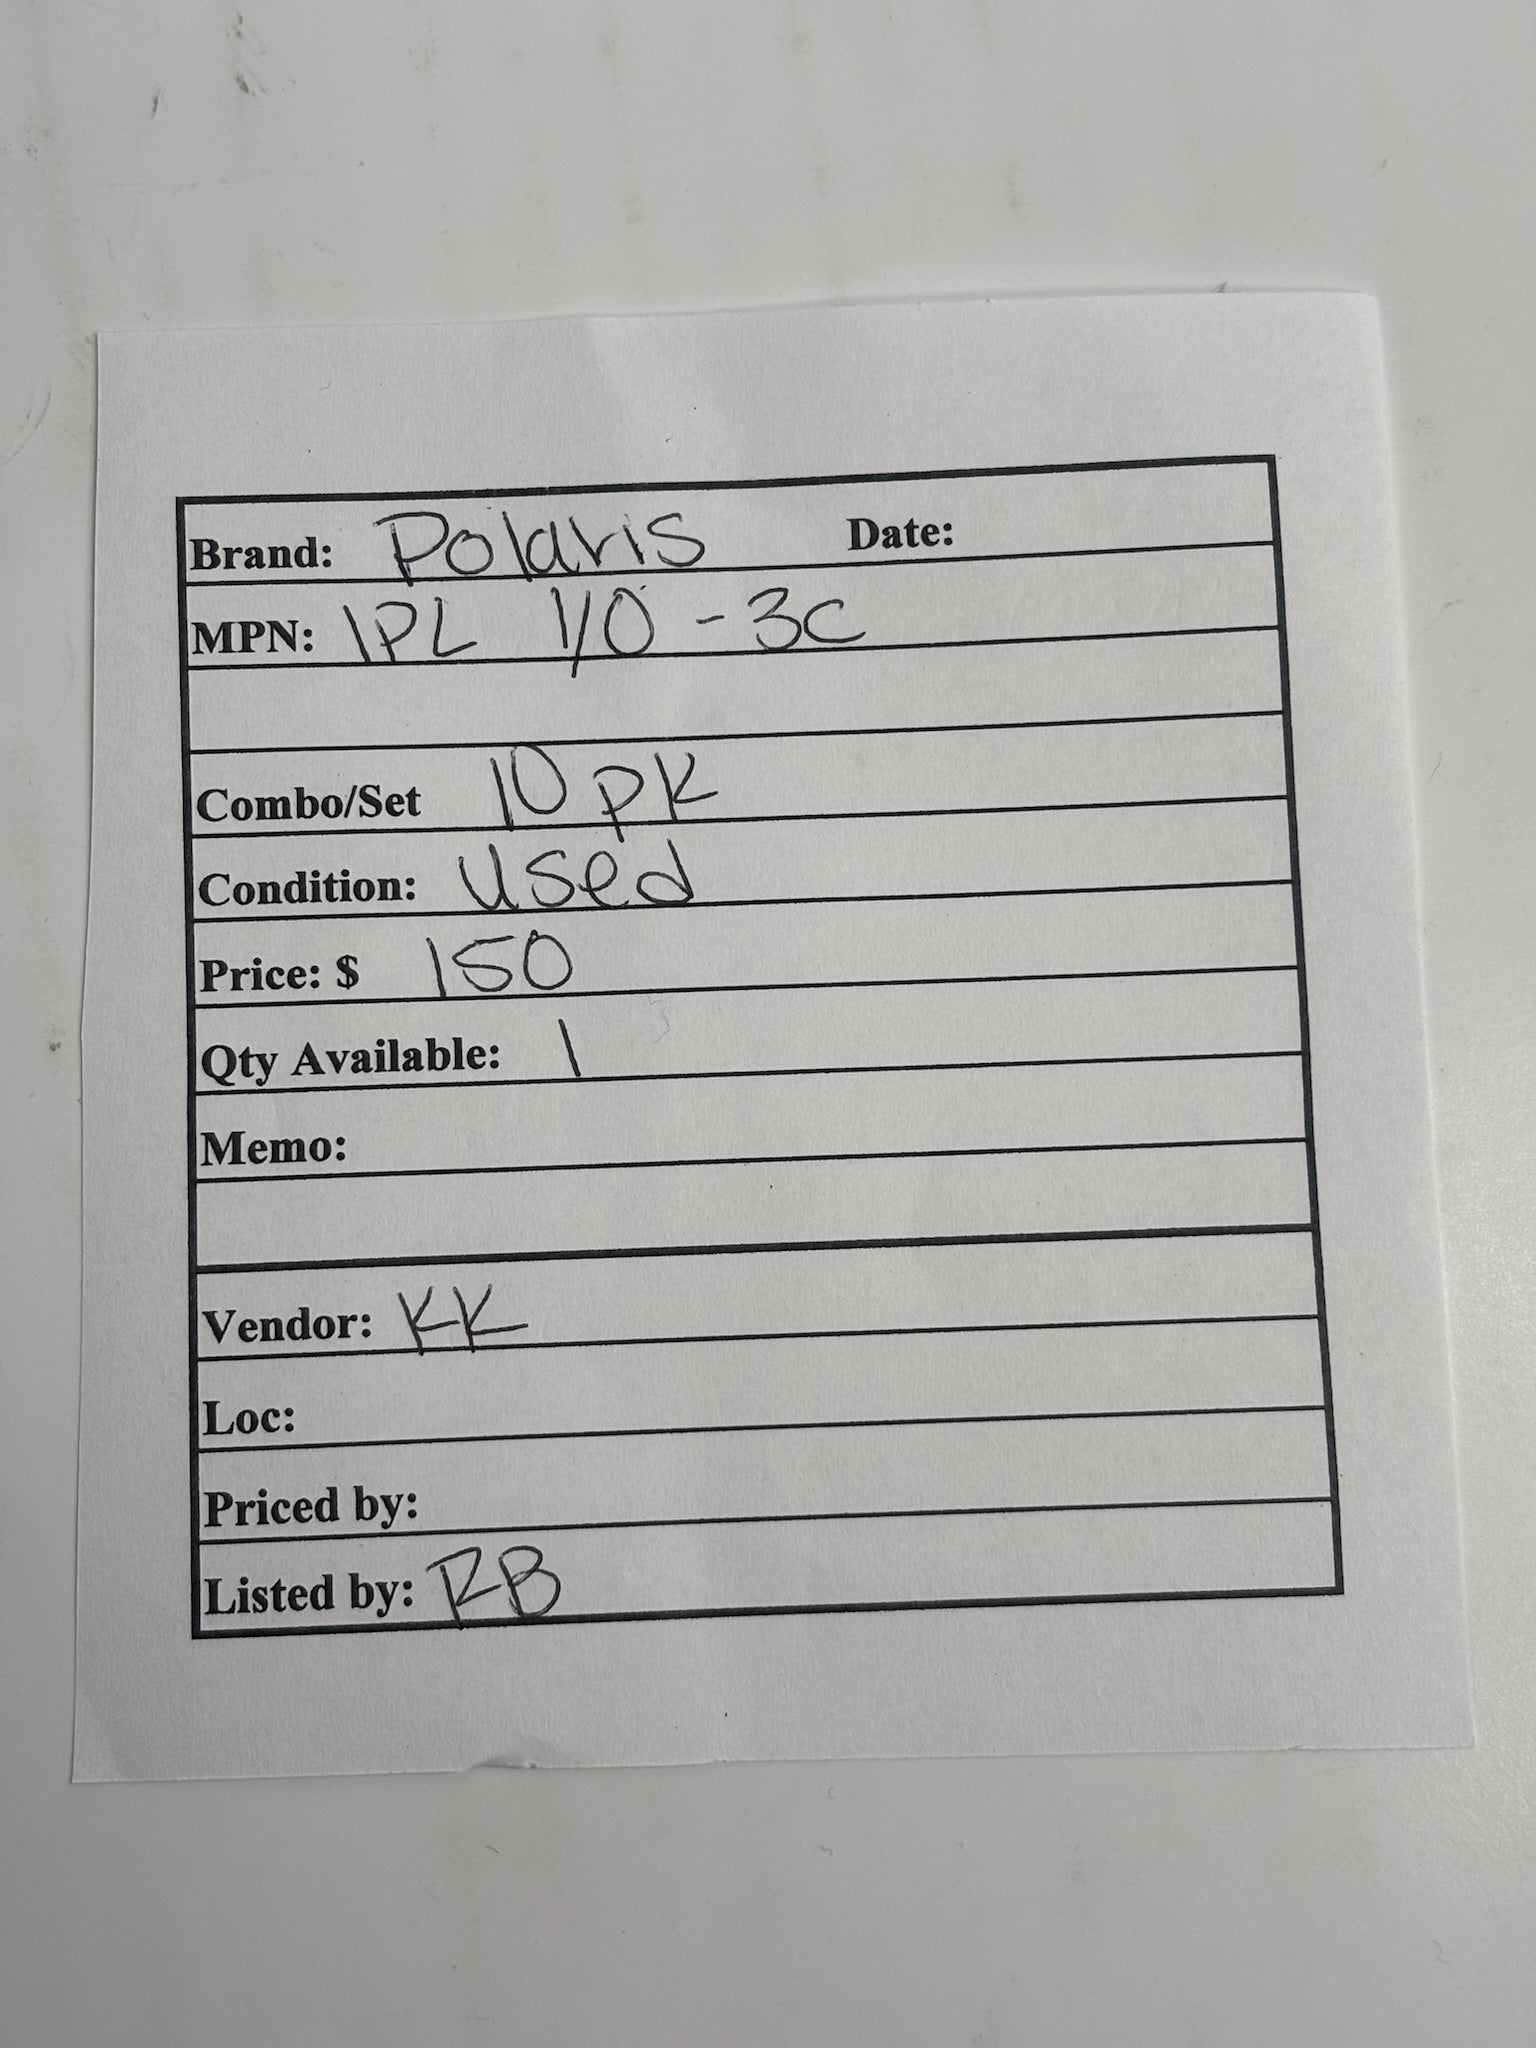 Brand: Polaris Date:
MPN: IPL 1/0 - 3C
Combo/Set 10 pk
Condition: used
Price: $ 150
Qty Available: 1
Memo:
Vendor: KK
Loc:
Priced by:
Listed by: RB